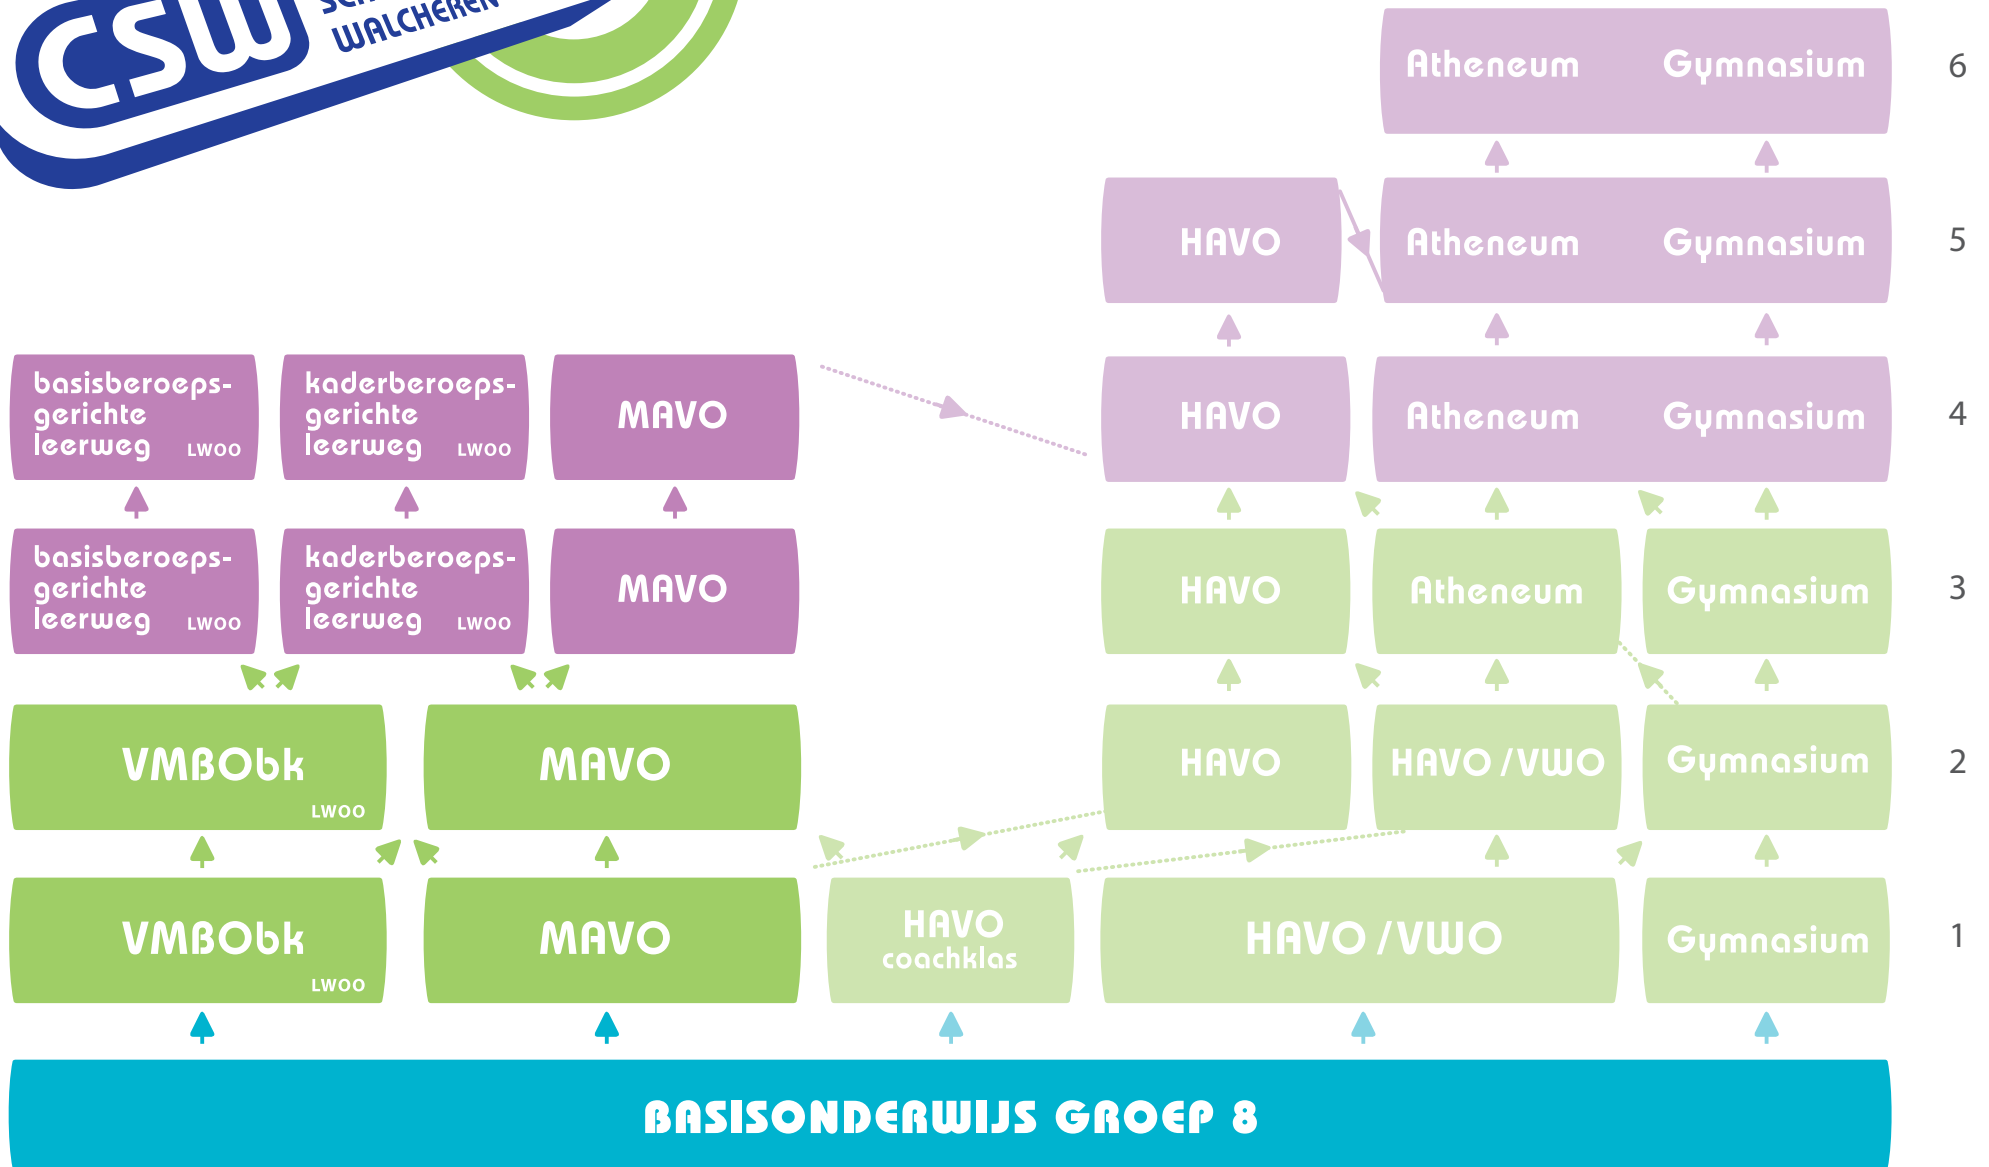 CSW
WALCHEREN
Atheneum Gymnasium 6
HAVO Atheneum Gymnasium 5
basisberoeps-
gerichte
leerweg LWOO
kaderberoeps-
gerichte
leerweg LWOO
MAVO
HAVO Atheneum Gymnasium 4
basisberoeps-
gerichte
leerweg LWOO
kaderberoeps-
gerichte
leerweg LWOO
MAVO
HAVO Atheneum Gymnasium 3
VMBObk
LWOO
MAVO
HAVO HAVO /VWO Gymnasium 2
VMBObk
LWOO
MAVO
HAVO
coachklas
HAVO /VWO Gymnasium 1
BASISONDERWIJS GROEP 8